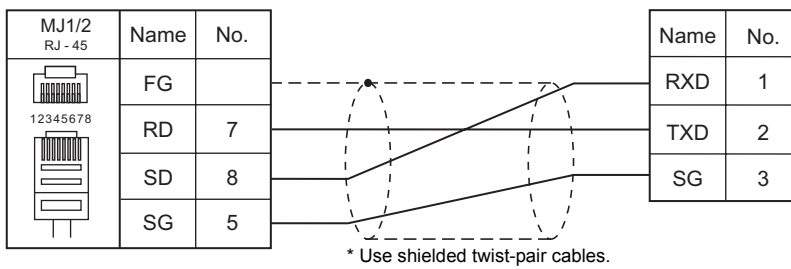 MJ1/2 Name No. Name No.
RJ - 45
FG RXD 1
12345678
RD 7 TXD 2
SD 8 SG 3
SG 5
* Use shielded twist-pair cables.